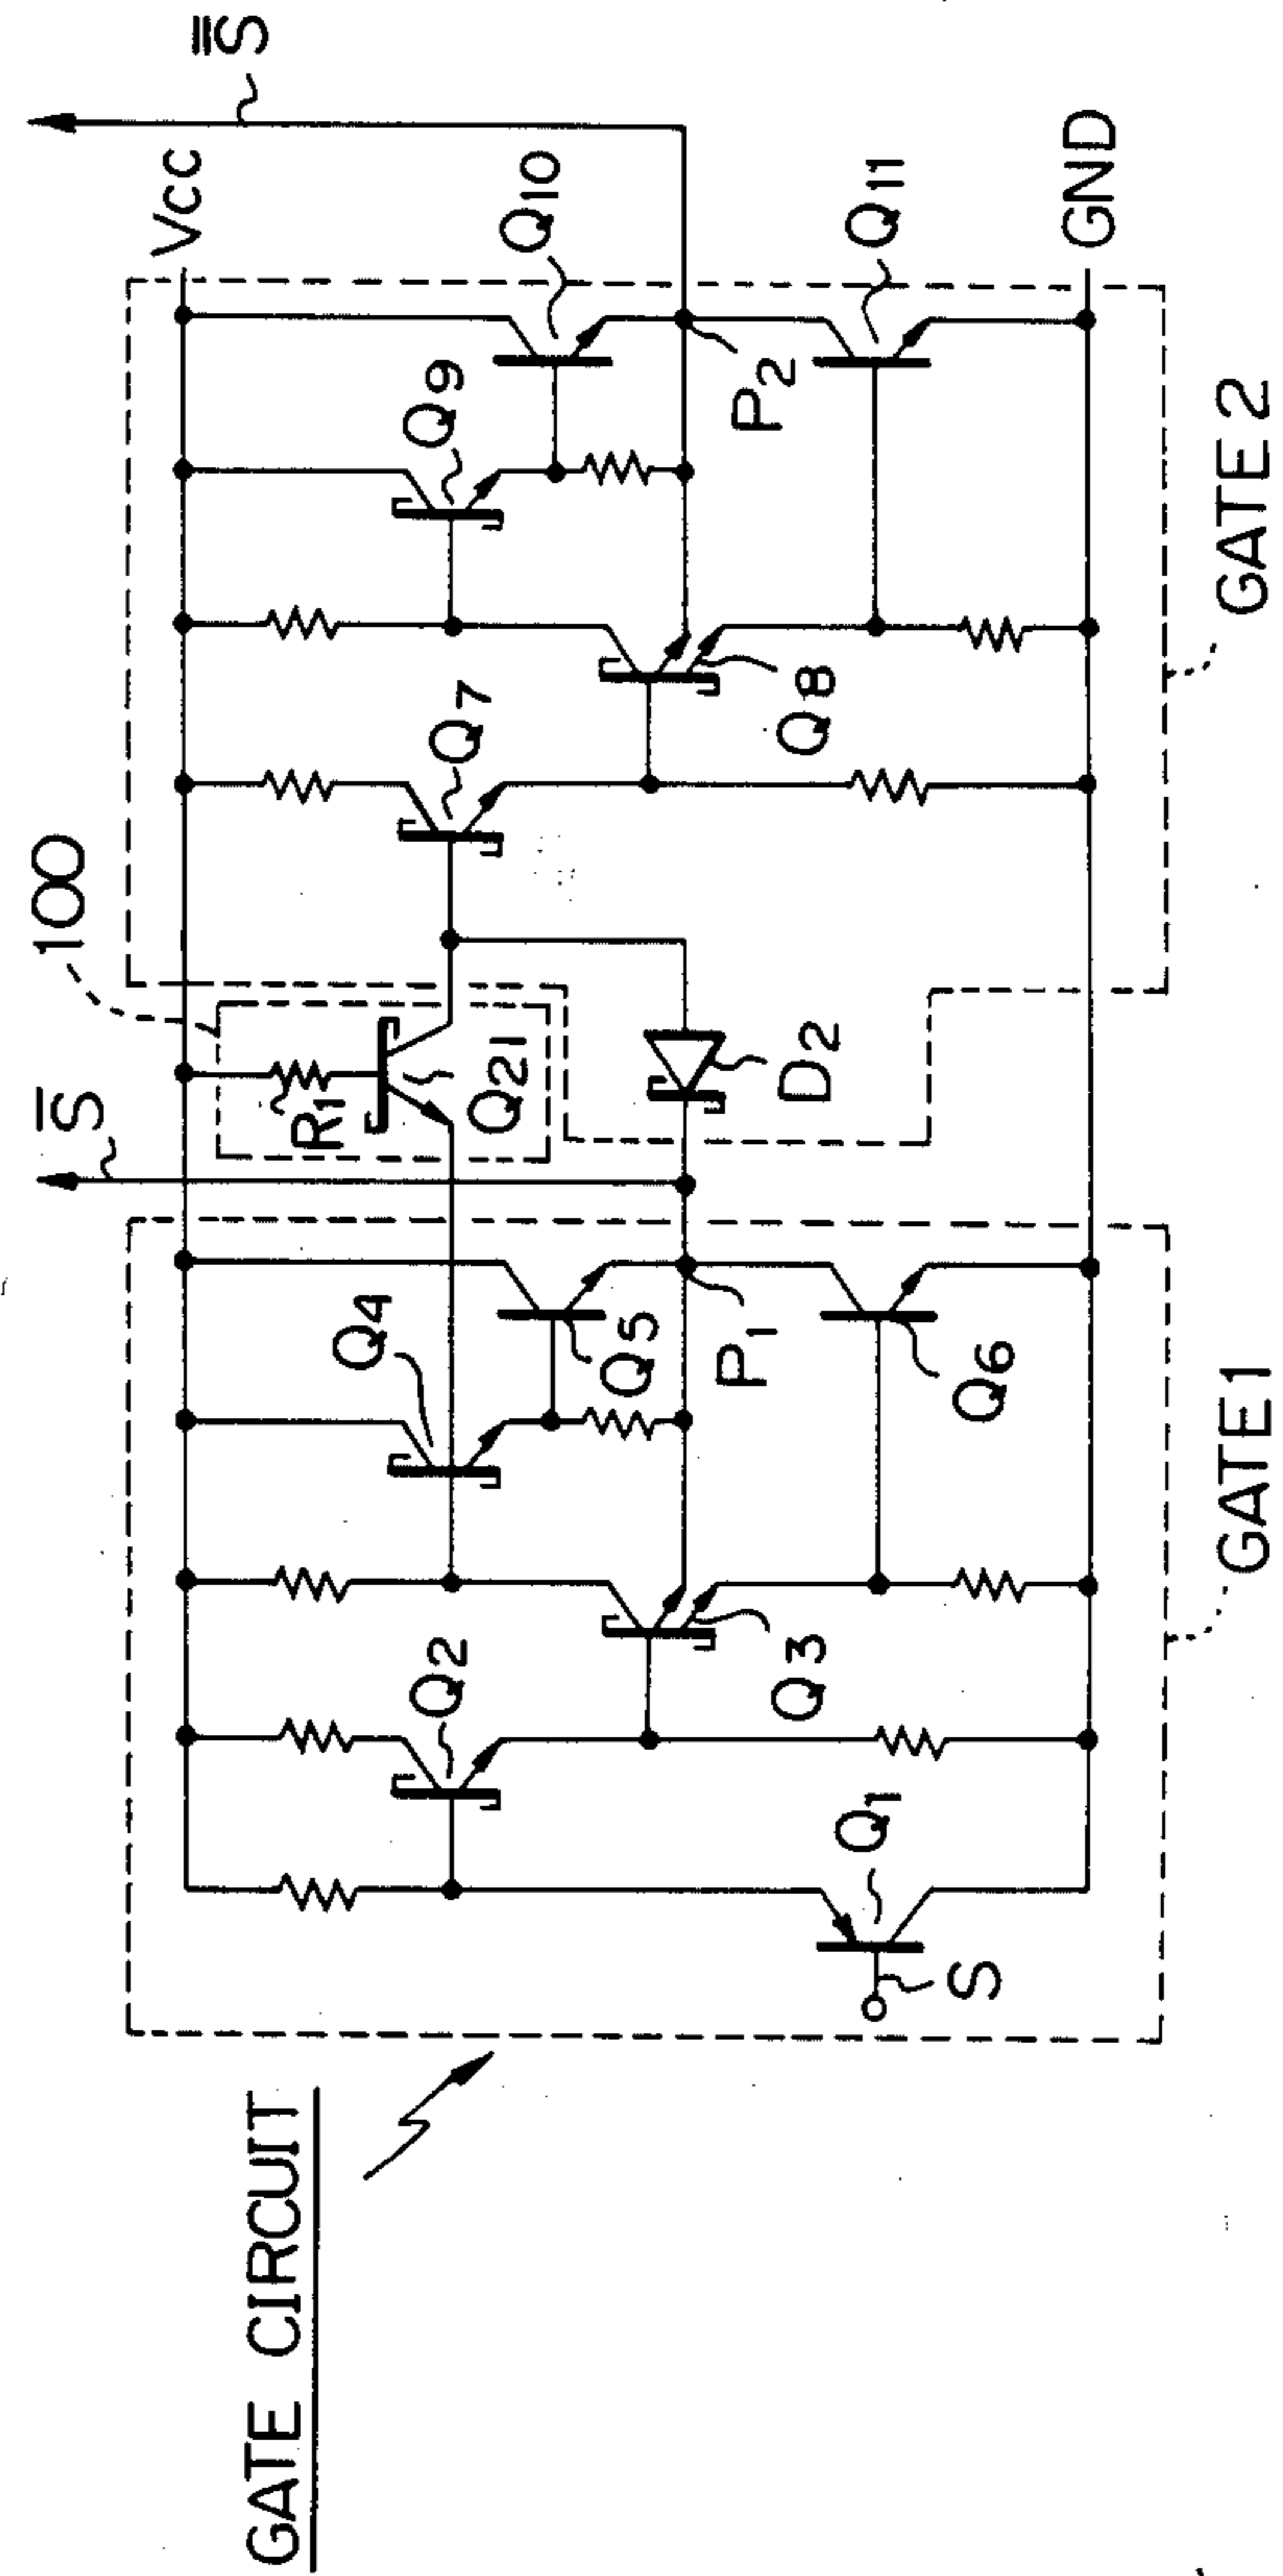 GATE CIRCUIT
S̅
100
S̿
Vcc
R1
Q21
Q4
Q2
Q5
P1
Q3
Q1
S
Q6
D2
Q7
Q9
Q10
Q8
P2
Q11
GND
GATE 1
GATE 2